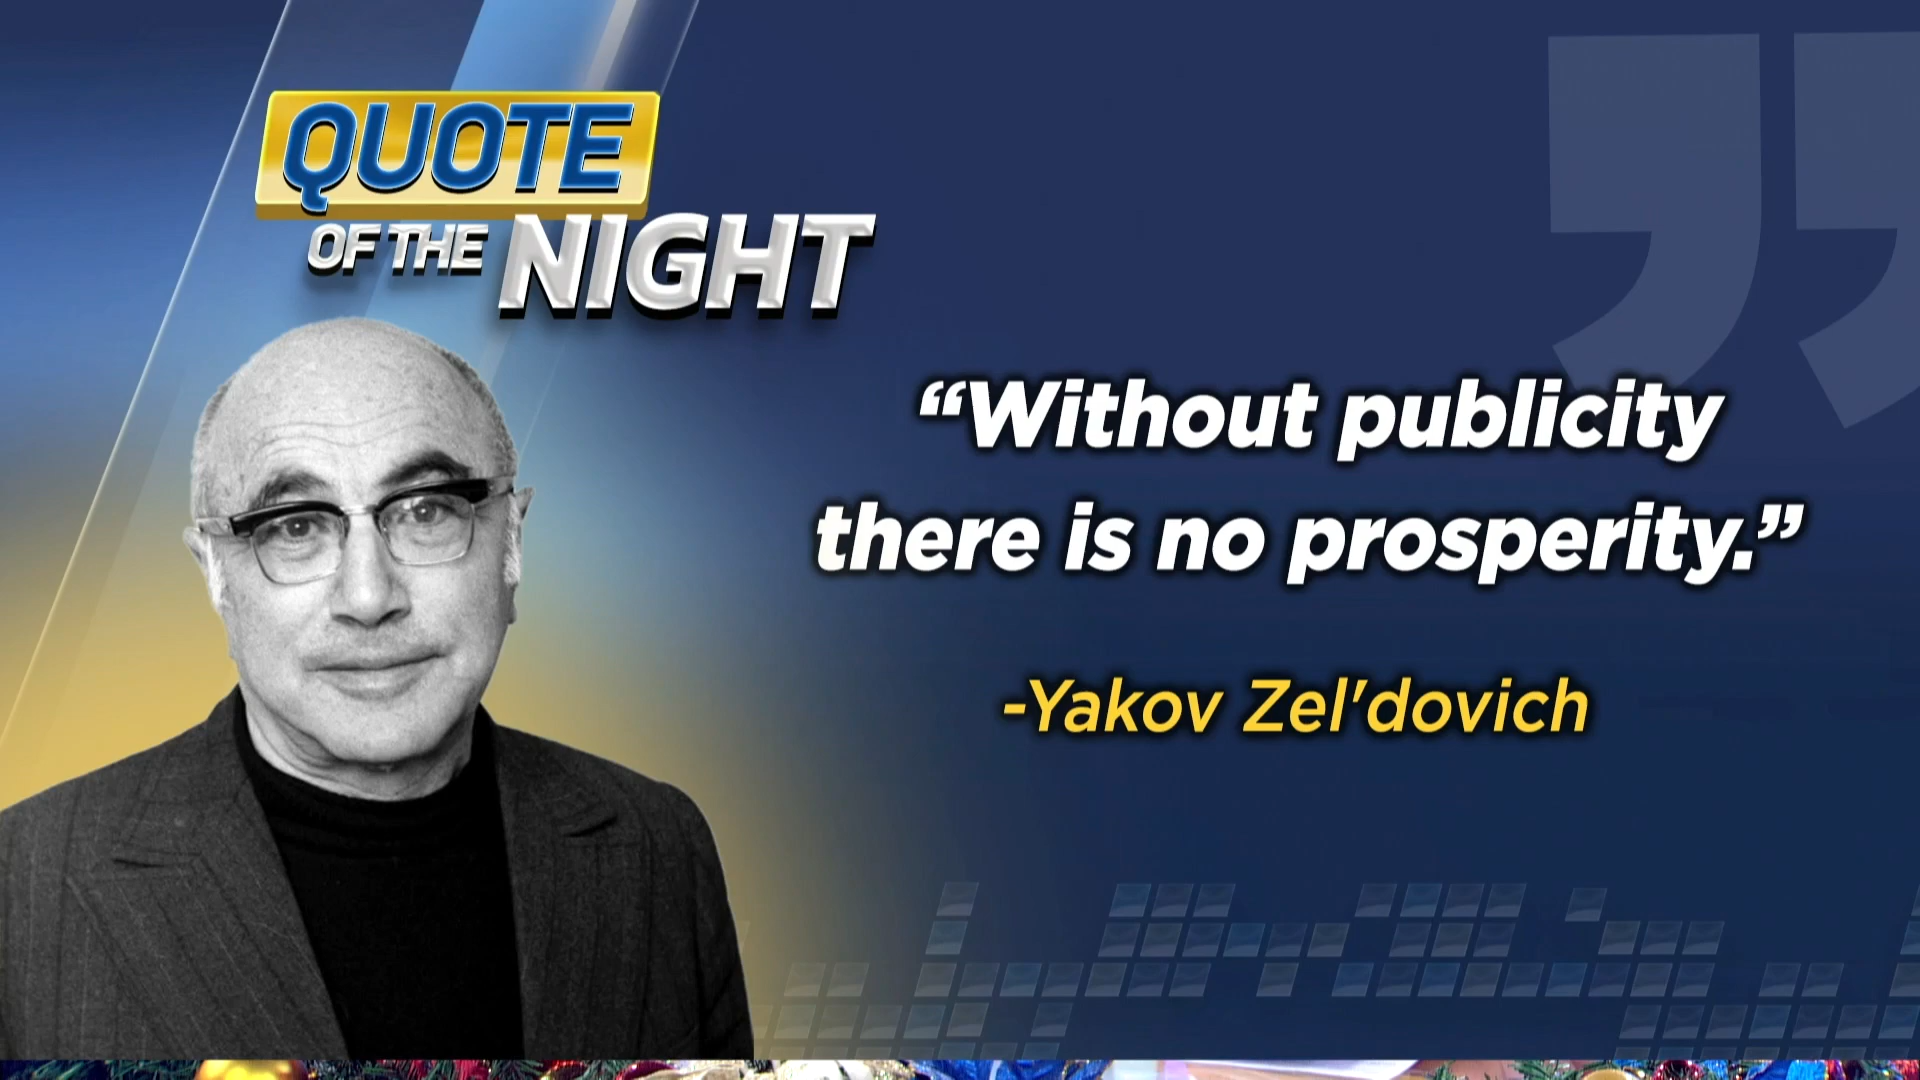 QUOTE
OF THE NIGHT
“Without publicity
there is no prosperity.”
-Yakov Zel'dovich